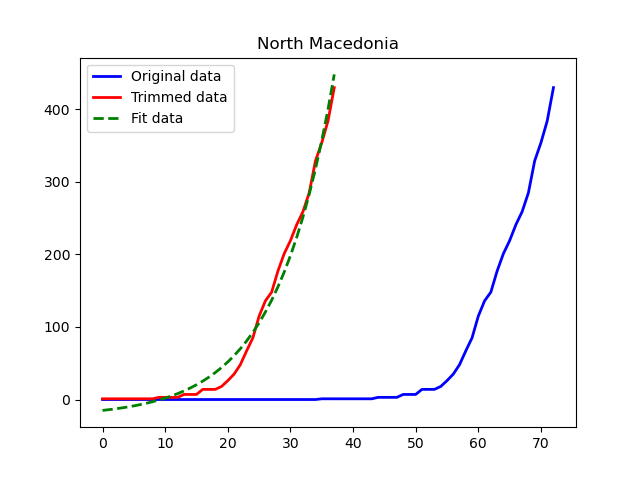 North Macedonia
Original data
Trimmed data
Fit data
400
300
200
100
0
0 10 20 30 40 50 60 70